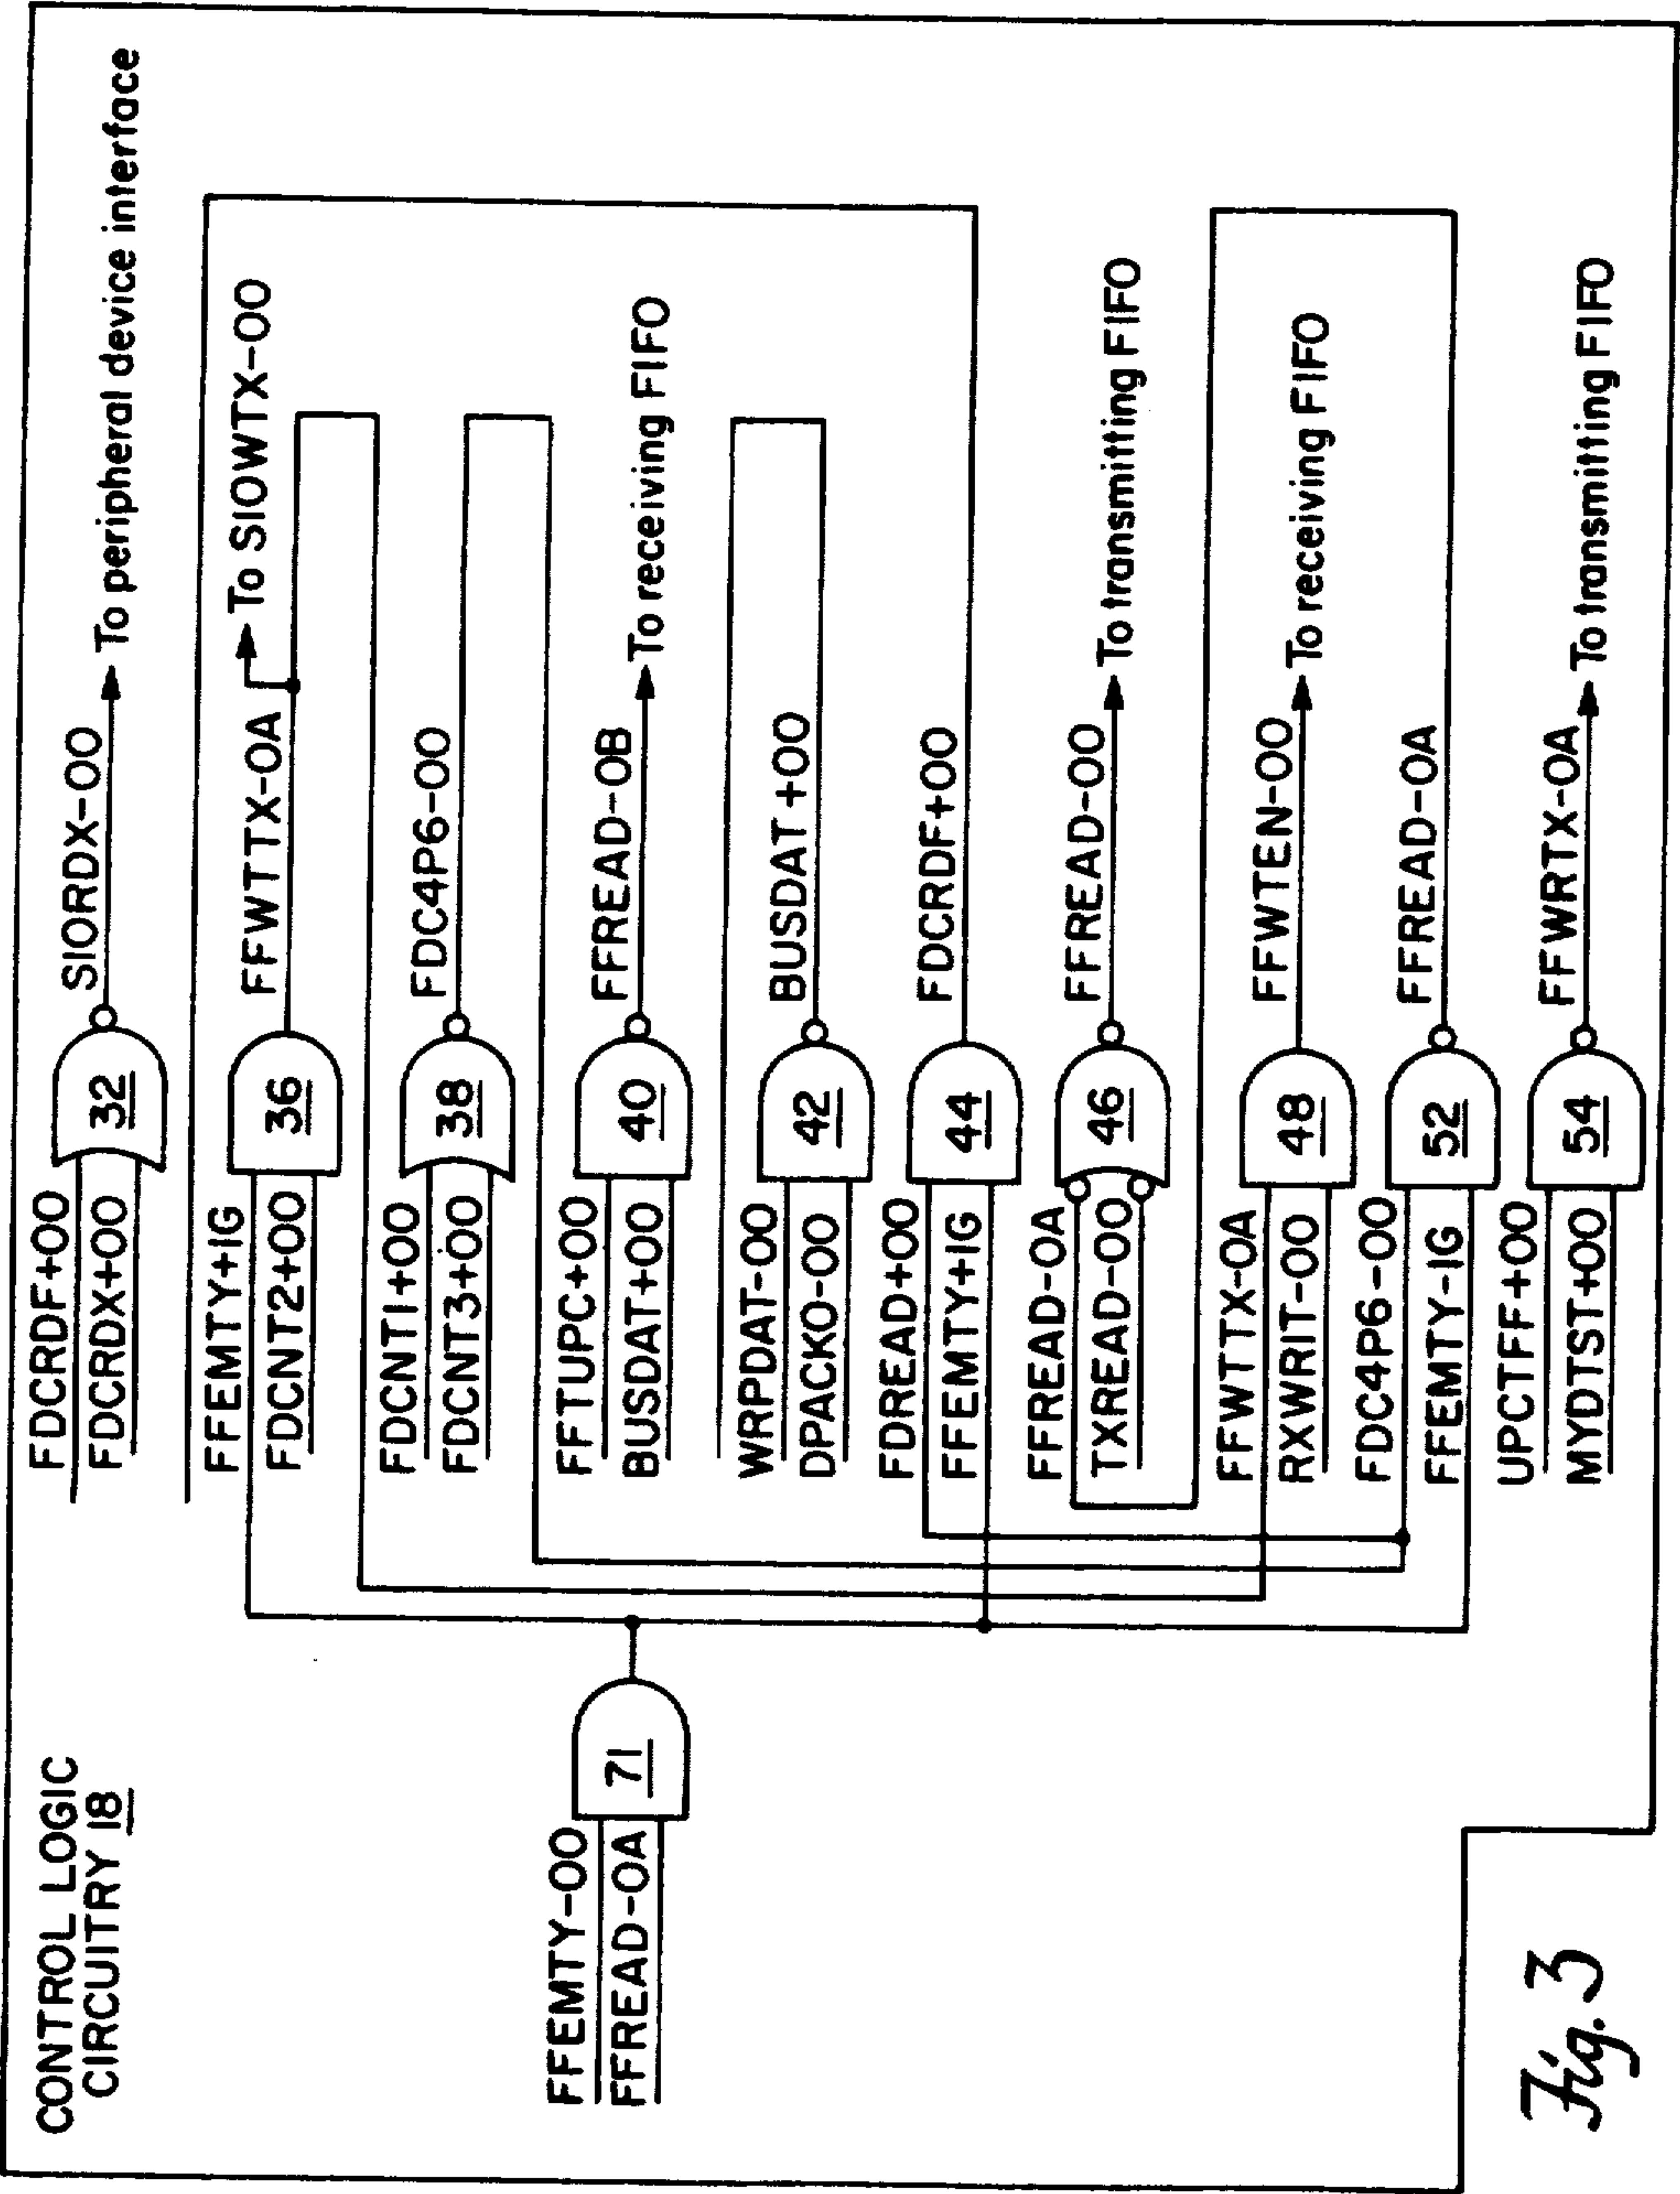 CONTROL LOGIC
CIRCUITRY 18
FFEMTY-00
FFREAD-0A
71
FDCRDF+00
FDCRDX+00
32
SIORDX-00
To peripheral device interface
FFEMTY+1G
FDCNT2+00
36
FFWTTX-0A
To SIOWTX-00
FDCNT1+00
FDCNT3+00
38
FDC4P6-00
FFTUPC+00
BUSDAT+00
40
FFREAD-0B
To receiving FIFO
WRPDAT-00
DPACKO-00
42
BUSDAT+00
FDREAD+00
FFEMTY+1G
44
FDCRDF+00
FFREAD-0A
TXREAD-00
46
FFREAD-00
To transmitting FIFO
FFWTTX-0A
RXWRIT-00
48
FFWTEN-00
To receiving FIFO
FDC4P6-00
FFEMTY-1G
52
FFREAD-0A
UPCTFF+00
MYDTST+00
54
FFWRTX-0A
To transmitting FIFO
Fig. 3